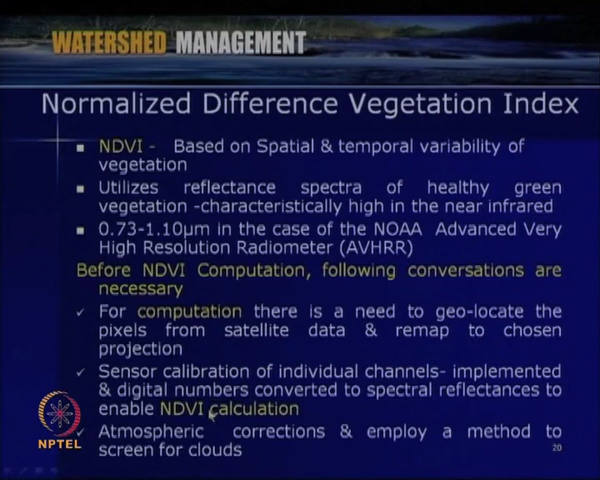 WATERSHED MANAGEMENT
Normalized Difference Vegetation Index
NDVI - Based on Spatial & temporal variability of
vegetation
Utilizes reflectance spectra of healthy green
vegetation -characteristically high in the near infrared
0.73-1.10µm in the case of the NOAA Advanced Very
High Resolution Radiometer (AVHRR)
Before NDVI Computation, following conversations are
necessary
For computation there is a need to geo-locate the
pixels from satellite data & remap to chosen
projection
Sensor calibration of individual channels- implemented
& digital numbers converted to spectral reflectances to
enable NDVI calculation
Atmospheric corrections & employ a method to
screen for clouds
NPTEL
20